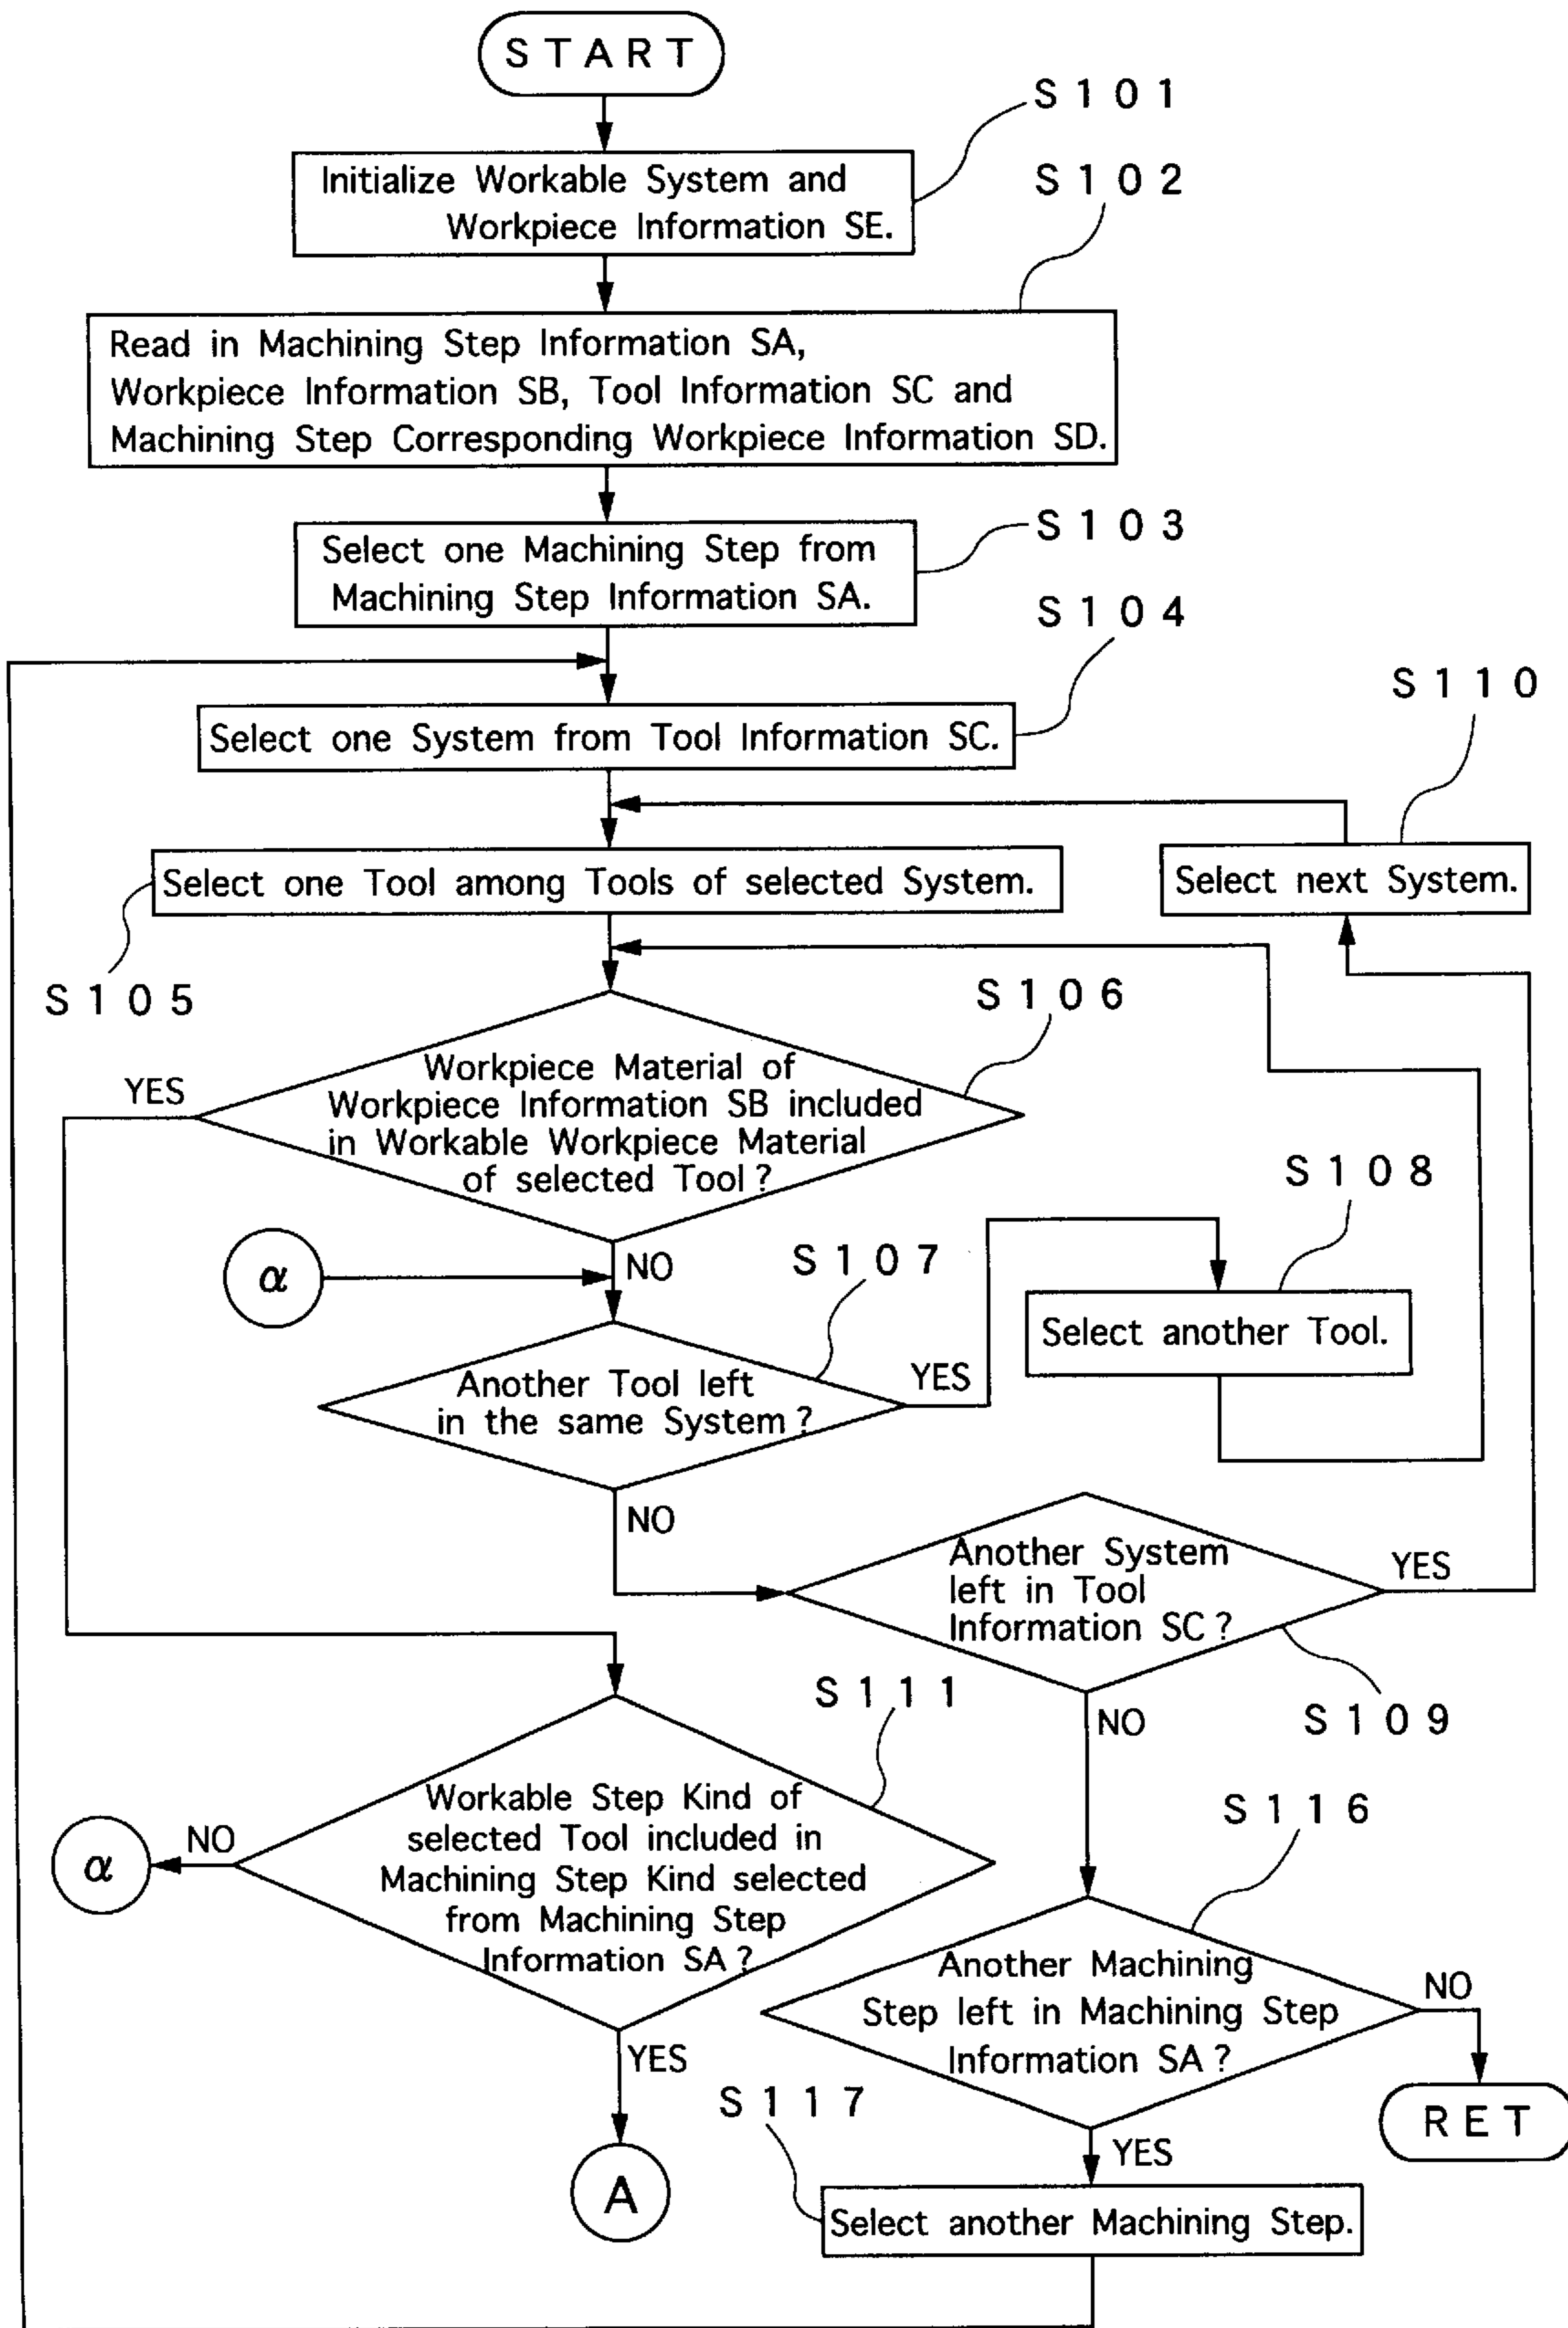 START
S101
Initialize Workable System and
Workpiece Information SE.
S102
Read in Machining Step Information SA,
Workpiece Information SB, Tool Information SC and
Machining Step Corresponding Workpiece Information SD.
S103
Select one Machining Step from
Machining Step Information SA.
S104
Select one System from Tool Information SC.
S110
Select next System.
Select one Tool among Tools of selected System.
S105
S106
YES
Workpiece Material of
Workpiece Information SB included
in Workable Workpiece Material
of selected Tool?
NO
α
S107
S108
Select another Tool.
Another Tool left
in the same System?
YES
NO
Another System
left in Tool
Information SC?
YES
S109
NO
S111
Workable Step Kind of
selected Tool included in
Machining Step Kind selected
from Machining Step
Information SA?
NO
α
YES
A
S116
Another Machining
Step left in Machining Step
Information SA?
NO
RET
YES
S117
Select another Machining Step.